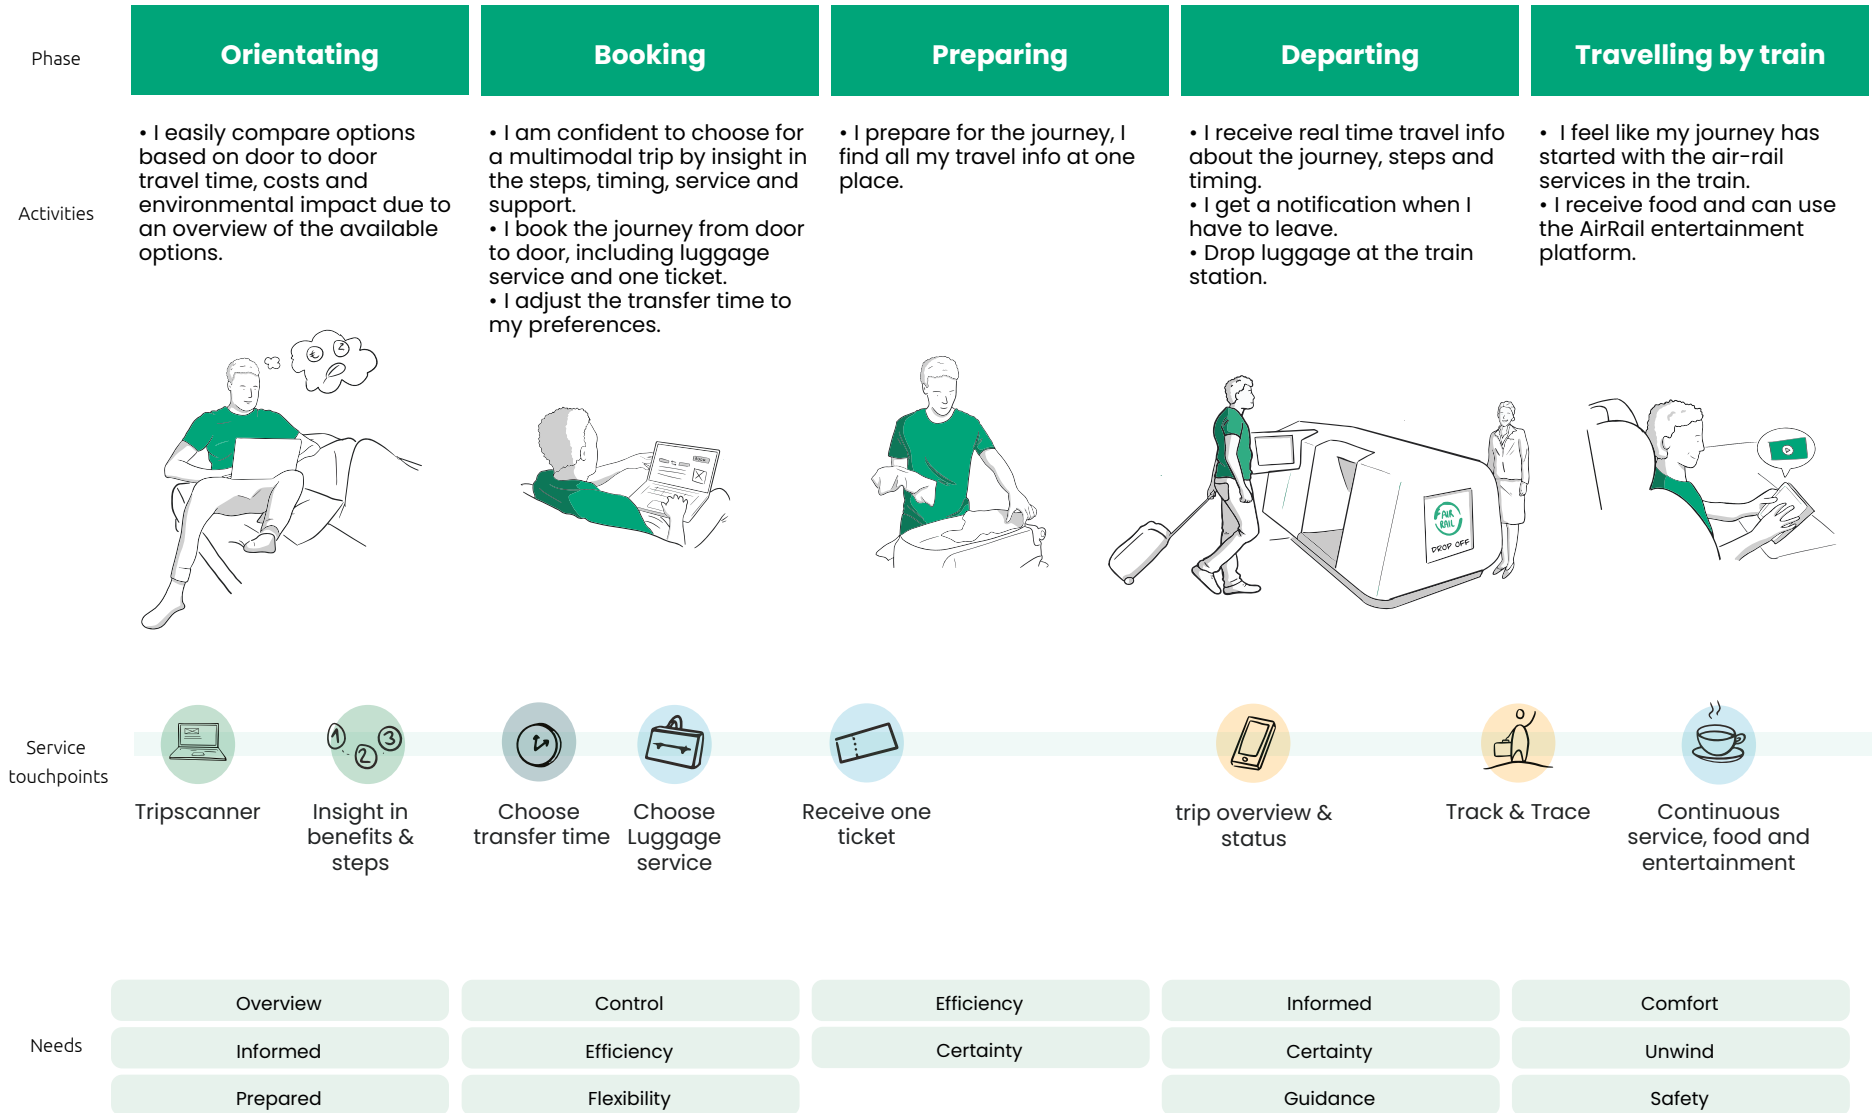 Phase
Orientating
Booking
Preparing
Departing
Travelling by train
Activities
• I easily compare options
based on door to door
travel time, costs and
environmental impact due to
an overview of the available
options.
• I am confident to choose for
a multimodal trip by insight in
the steps, timing, service and
support.
• I book the journey from door
to door, including luggage
service and one ticket.
• I adjust the transfer time to
my preferences.
• I prepare for the journey, I
find all my travel info at one
place.
• I receive real time travel info
about the journey, steps and
timing.
• I get a notification when I
have to leave.
• Drop luggage at the train
station.
• I feel like my journey has
started with the air-rail
services in the train.
• I receive food and can use
the AirRail entertainment
platform.
€
AIR
RAIL
DROP OFF
Service
touchpoints
1
2
3
Tripscanner
Insight in
benefits &
steps
Choose
transfer time
Choose
Luggage
service
Receive one
ticket
trip overview &
status
Track & Trace
Continuous
service, food and
entertainment
Needs
Overview
Informed
Prepared
Control
Efficiency
Flexibility
Efficiency
Certainty
Informed
Certainty
Guidance
Comfort
Unwind
Safety